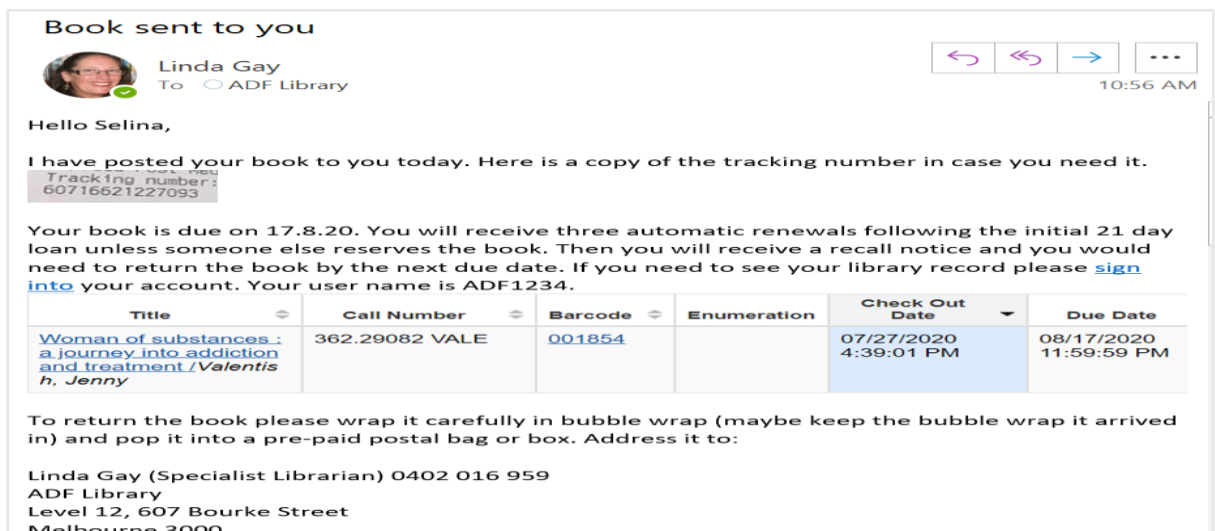 Book sent to you
Linda Gay
To ADF Library
10:56 AM
Hello Selina,
I have posted your book to you today. Here is a copy of the tracking number in case you need it.
Tracking number:
60716621227093
Your book is due on 17.8.20. You will receive three automatic renewals following the initial 21 day
loan unless someone else reserves the book. Then you will receive a recall notice and you would
need to return the book by the next due date. If you need to see your library record please sign
into your account. Your user name is ADF1234.
Title Call Number Barcode Enumeration Check Out Date Due Date
Woman of substances : 362.29082 VALE 001854 07/27/2020 08/17/2020
a journey into addiction 4:39:01 PM 11:59:59 PM
and treatment /Valentis
h, Jenny
To return the book please wrap it carefully in bubble wrap (maybe keep the bubble wrap it arrived
in) and pop it into a pre-paid postal bag or box. Address it to:
Linda Gay (Specialist Librarian) 0402 016 959
ADF Library
Level 12, 607 Bourke Street
Melbourne 3000